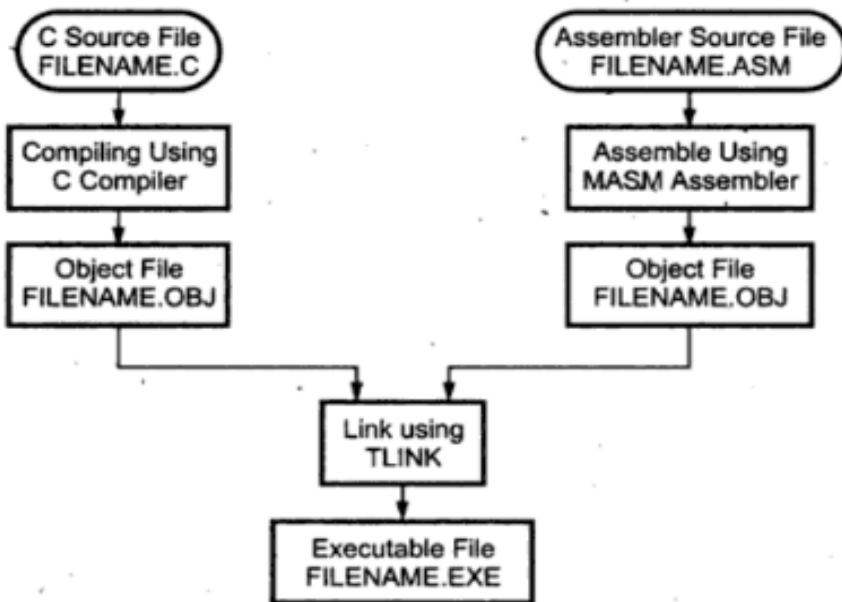 C Source File
FILENAME.C
Assembler Source File
FILENAME.ASM
Compiling Using
C Compiler
Assemble Using
MASM Assembler
Object File
FILENAME.OBJ
Object File
FILENAME.OBJ
Link using
TLINK
Executable File
FILENAME.EXE